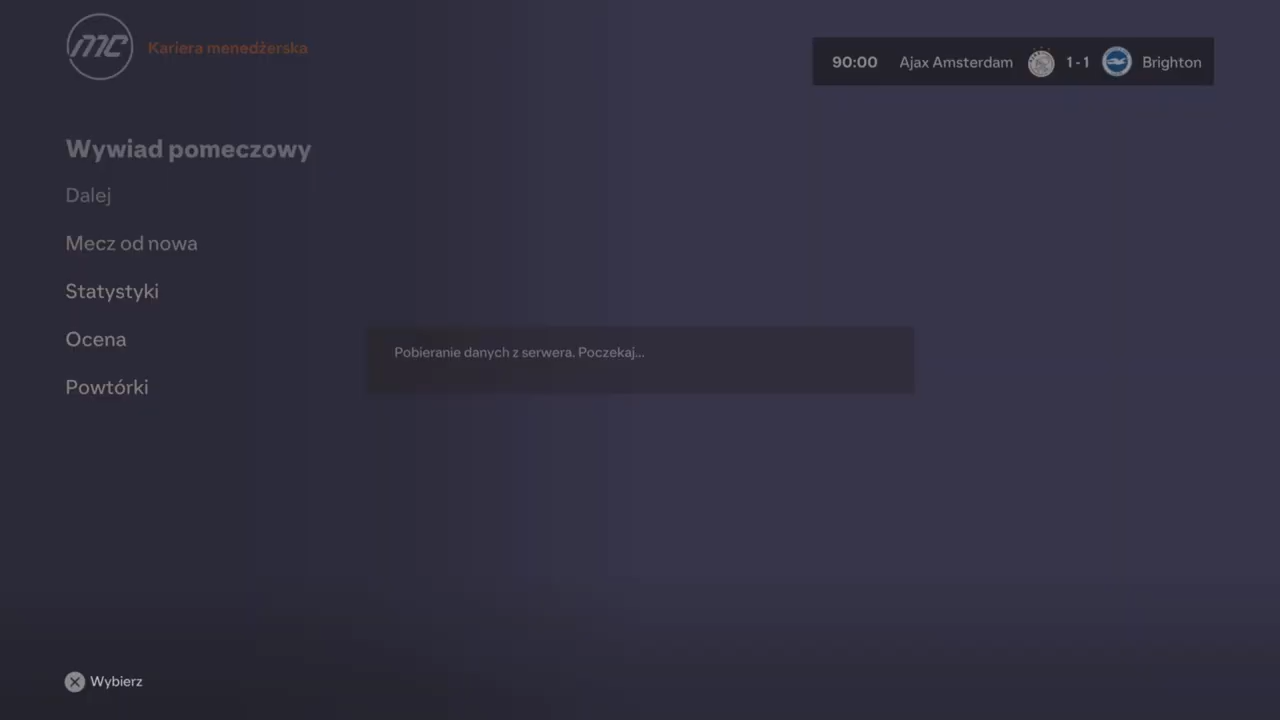 MC
Kariera menedżerska
90:00 Ajax Amsterdam 1 - 1 Brighton
Wywiad pomeczowy
Dalej
Mecz od nowa
Statystyki
Ocena
Pobieranie danych z serwera. Poczekaj...
Powtórki
Wybierz